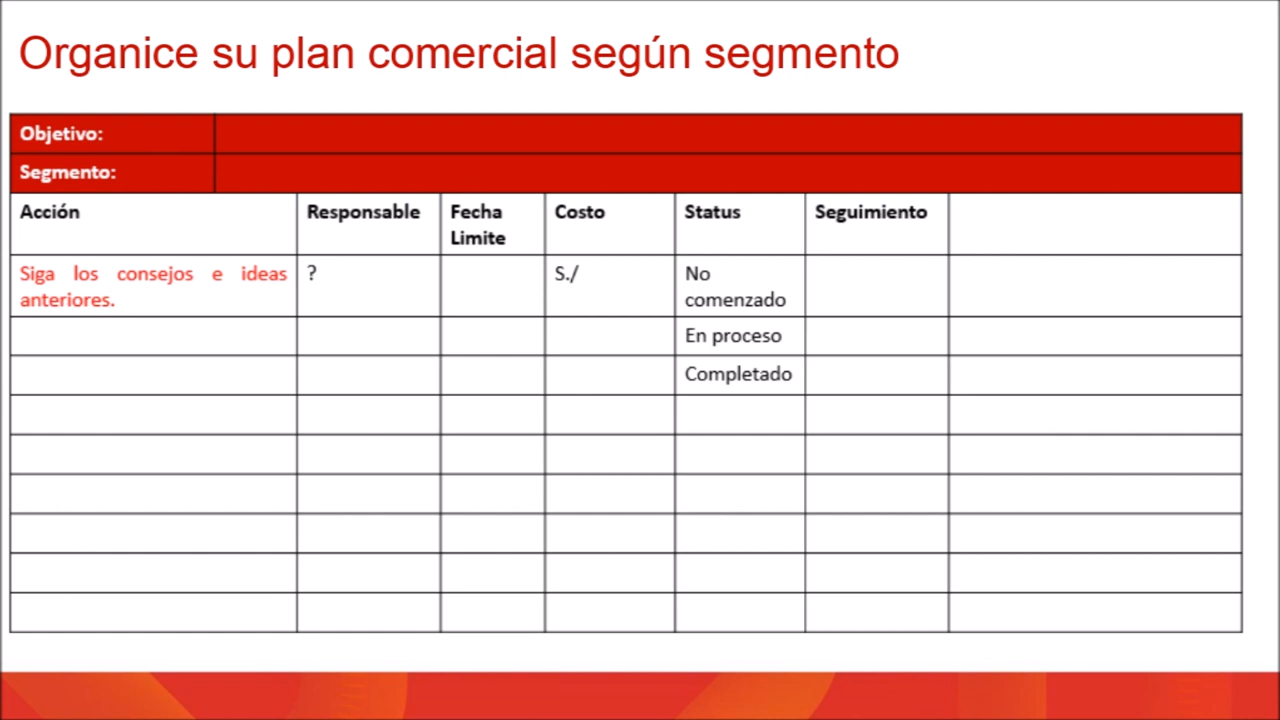 Organice su plan comercial según segmento
Objetivo:
Segmento:
Acción Responsable Fecha Limite Costo Status Seguimiento
Siga los consejos e ideas anteriores. ? S./ No comenzado
En proceso
Completado